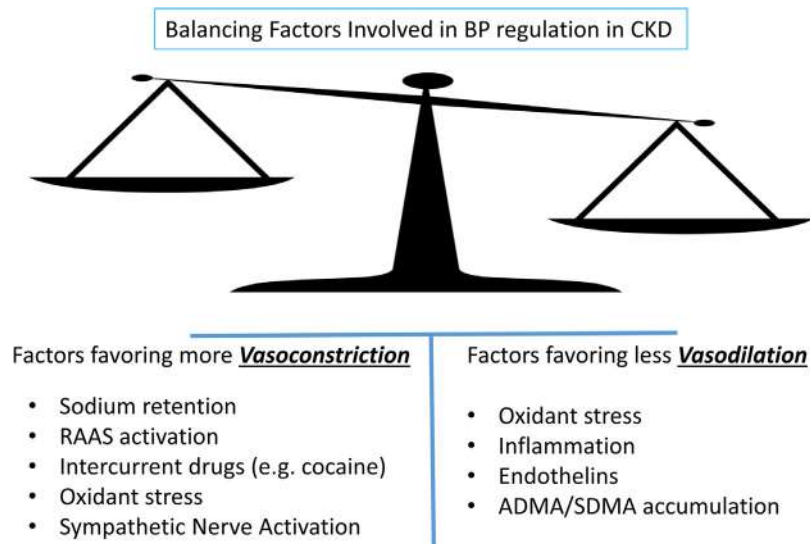 Balancing Factors Involved in BP regulation in CKD
Factors favoring more Vasoconstriction
• Sodium retention
• RAAS activation
• Intercurrent drugs (e.g. cocaine)
• Oxidant stress
• Sympathetic Nerve Activation
Factors favoring less Vasodilation
• Oxidant stress
• Inflammation
• Endothelins
• ADMA/SDMA accumulation